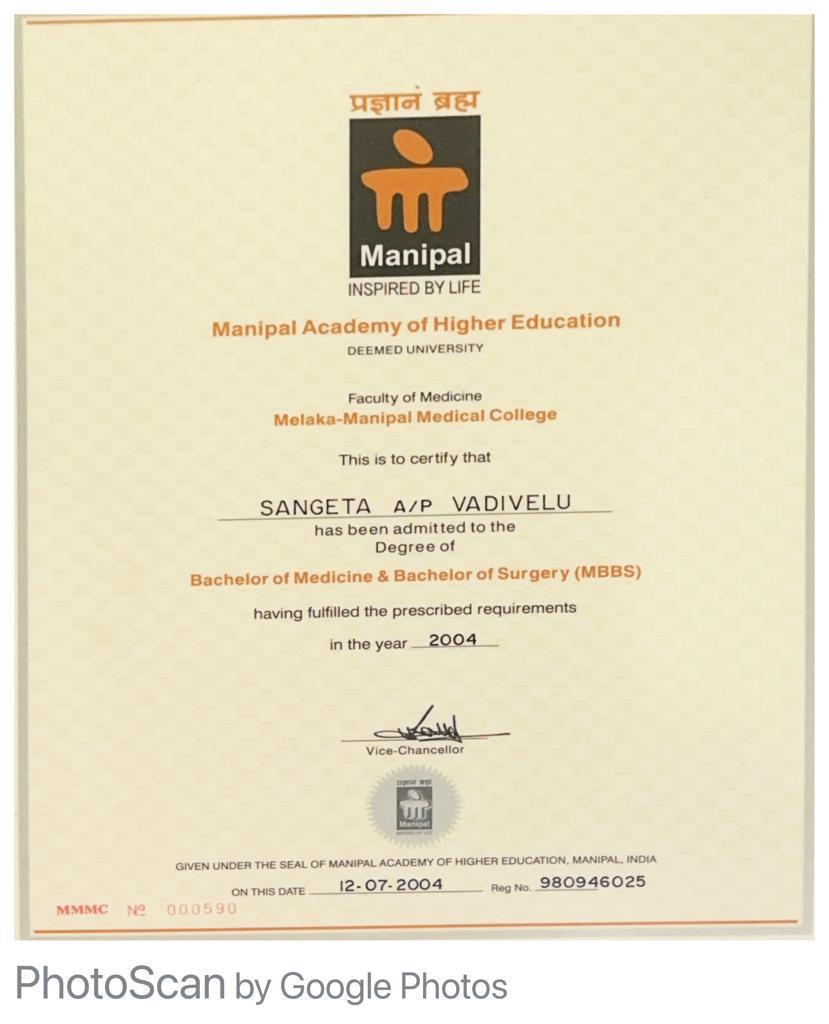 प्रज्ञानं ब्रह्म
Manipal
INSPIRED BY LIFE
Manipal Academy of Higher Education
DEEMED UNIVERSITY
Faculty of Medicine
Melaka-Manipal Medical College
This is to certify that
SANGETA A/P VADIVELU
has been admitted to the
Degree of
Bachelor of Medicine & Bachelor of Surgery (MBBS)
having fulfilled the prescribed requirements
in the year 2004
Vice-Chancellor
प्रज्ञानं ब्रह्म
Manipal
INSPIRED BY LIFE
GIVEN UNDER THE SEAL OF MANIPAL ACADEMY OF HIGHER EDUCATION, MANIPAL, INDIA
ON THIS DATE 12-07-2004 Reg No. 980946025
MMMC Nº 000590
PhotoScan by Google Photos